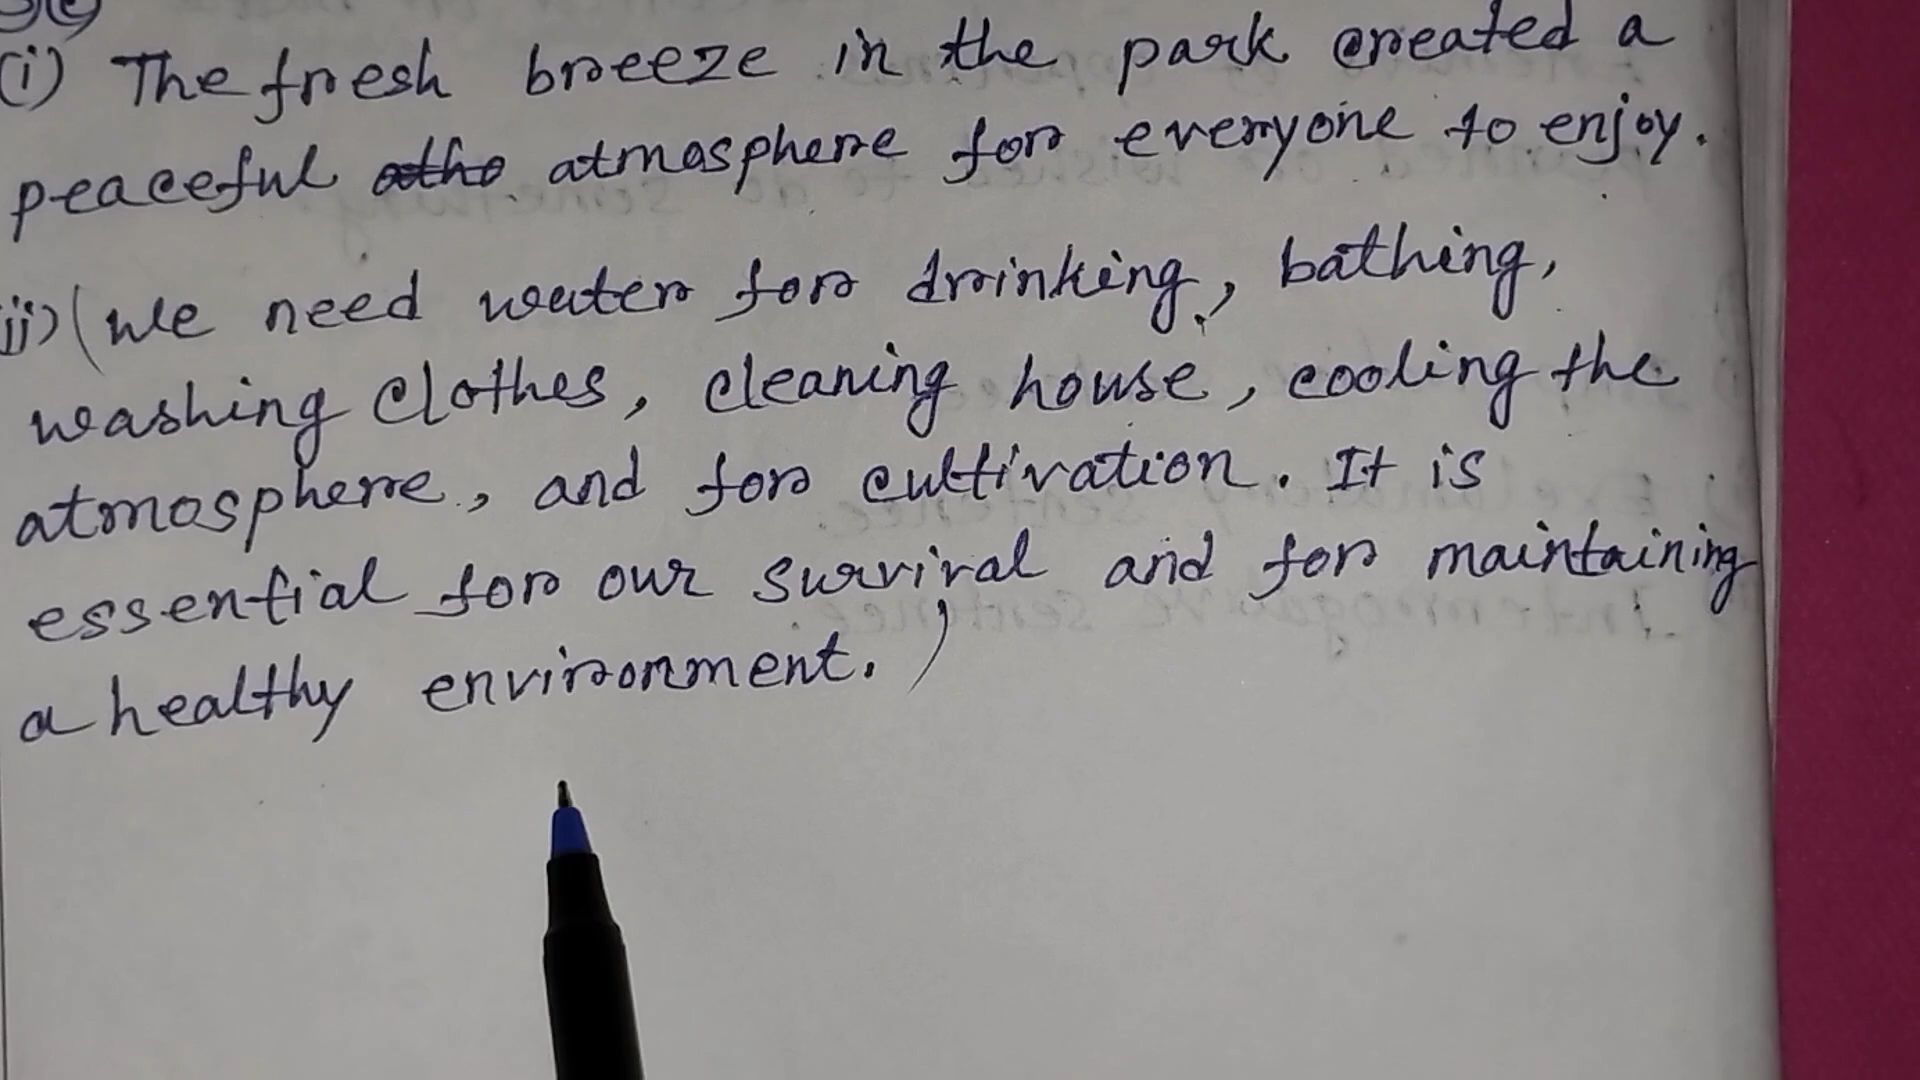 (i) The fresh breeze in the park created a
peaceful atmosphere for everyone to enjoy.
ii) (We need water for drinking, bathing,
washing clothes, cleaning house, cooling the
atmosphere, and for cultivation. It is
essential for our survival and for maintaining
a healthy environment.)